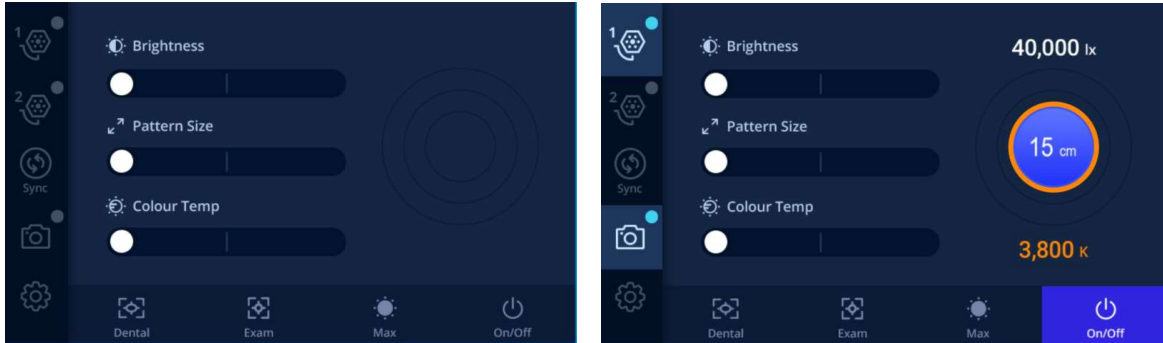 1
Brightness
2
Pattern Size
Sync
Colour Temp
Dental
Exam
Max
On/Off
1
Brightness
40,000 lx
2
Pattern Size
15 cm
Sync
Colour Temp
3,800 K
Dental
Exam
Max
On/Off